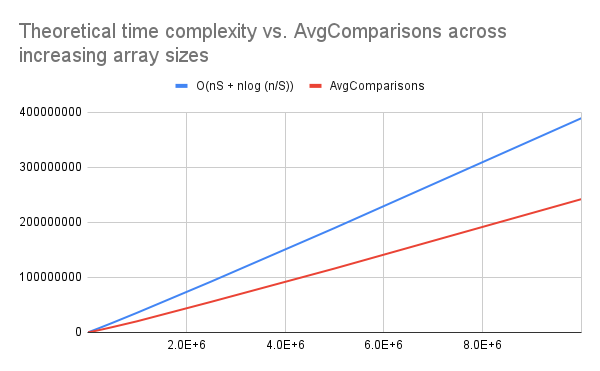 Theoretical time complexity vs. AvgComparisons across
increasing array sizes
O(nS + nlog (n/S))
AvgComparisons
400000000
300000000
200000000
100000000
0
2.0E+6
4.0E+6
6.0E+6
8.0E+6